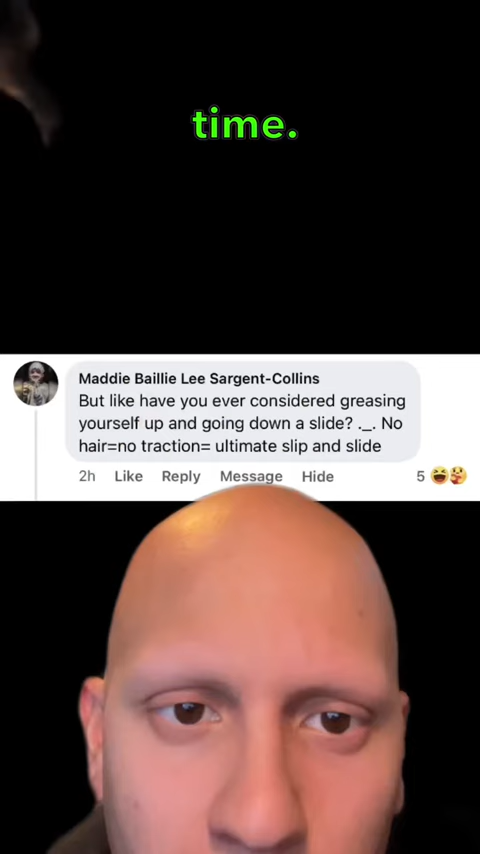 time.
Maddie Baillie Lee Sargent-Collins
But like have you ever considered greasing
yourself up and going down a slide? ._. No
hair=no traction= ultimate slip and slide
2h Like Reply Message Hide 5